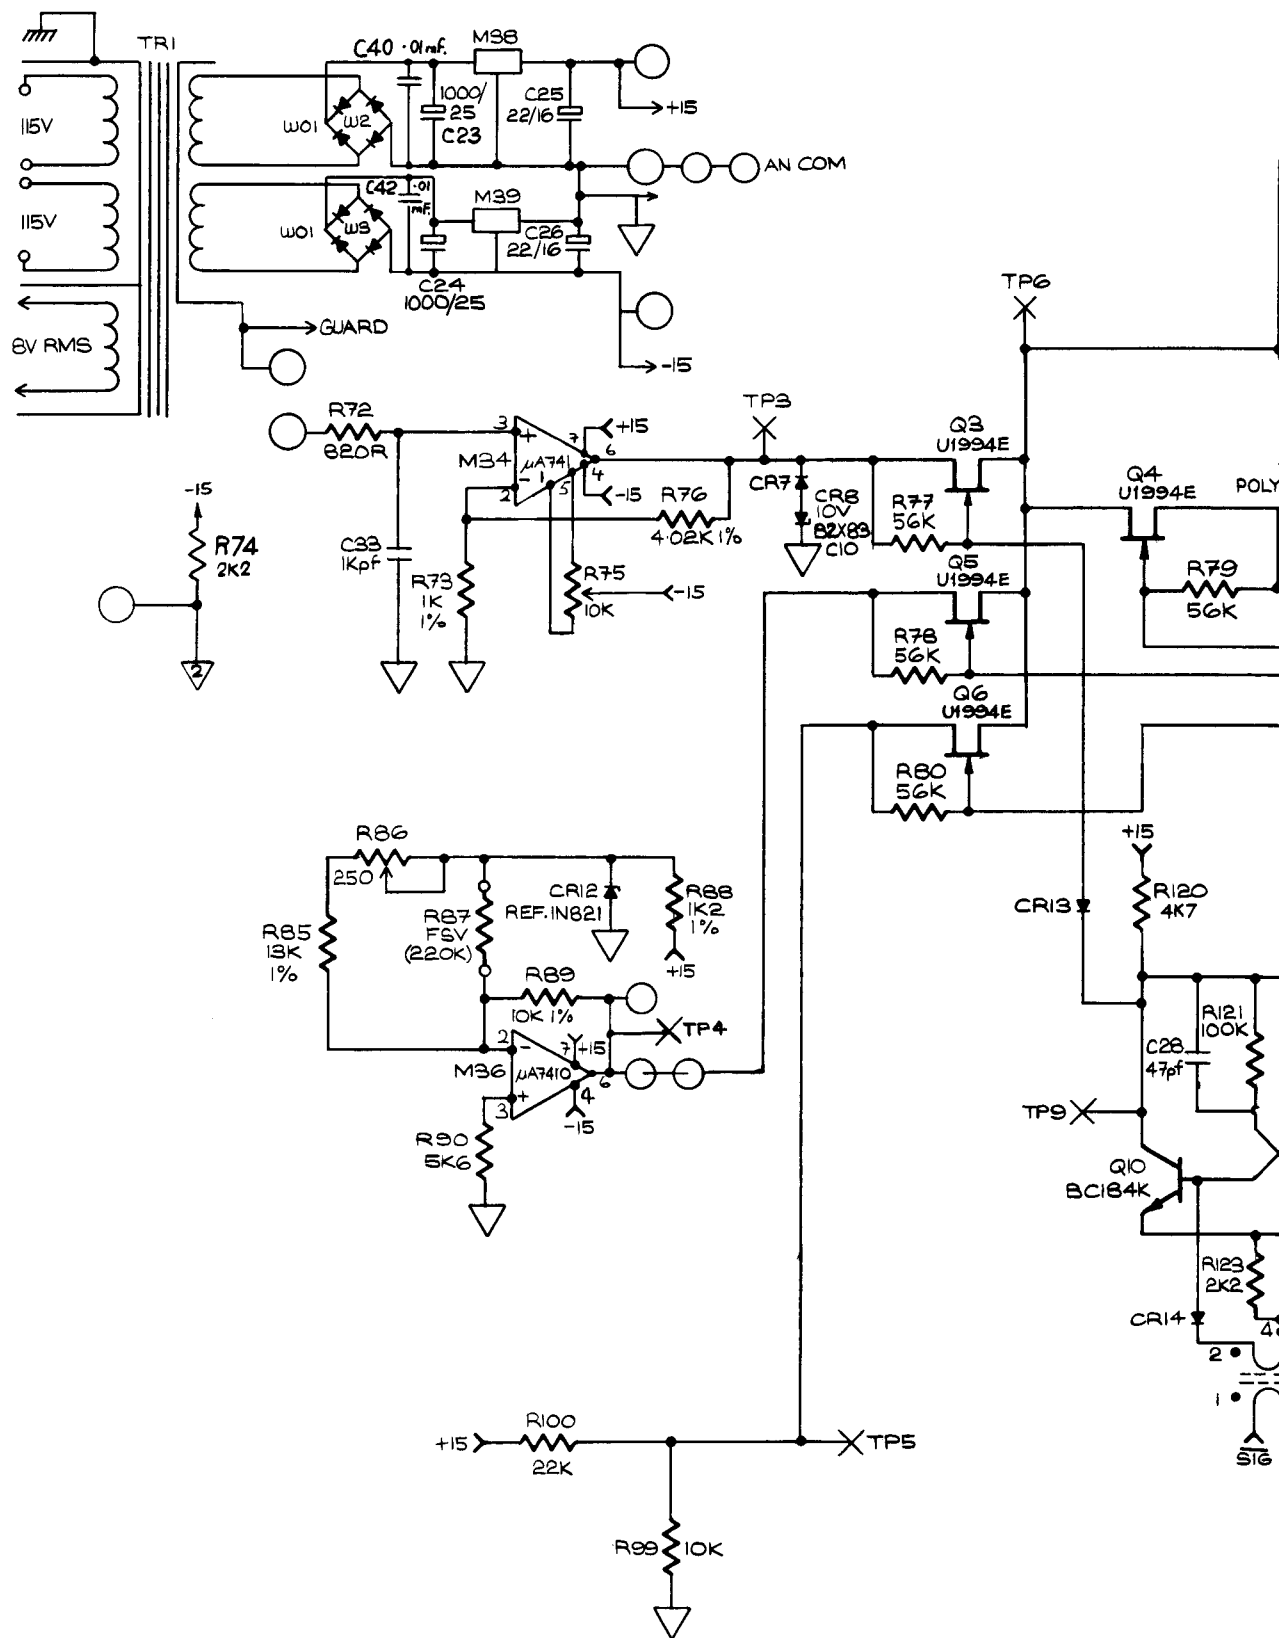 TR1
C40 .01mf.
M38
115V
W01
W2
1000/
25
C23
C25
22/16
+15
AN COM
C42
.01
mf.
M39
115V
W01
W3
C26
22/16
C24
1000/25
GUARD
8V RMS
-15
TP6
R72
820R
3
+
7
+15
6
M34
µA741
1
5
4
-15
-
2
TP3
Q3
U1994E
Q4
U1994E
POLY
CR7
CR8
10V
BZX83
C10
R77
56K
R76
4.02K 1%
-15
R74
2K2
2
C33
1Kpf
R73
1K
1%
R75
10K
-15
Q5
U1994E
R79
56K
R78
56K
Q6
U1994E
R80
56K
R86
250
+15
R120
4K7
CR13
R85
13K
1%
R87
FSV
(220K)
CR12
REF. IN821
R88
1K2
1%
+15
R89
10K 1%
TP4
2
-
7
+15
M36
µA7410
6
+
3
4
-15
R90
5K6
R121
100K
C28
47pf
TP9
Q10
BC184K
R123
2K2
CR14
4
2
1
SIG
+15
R100
22K
TP5
R99
10K